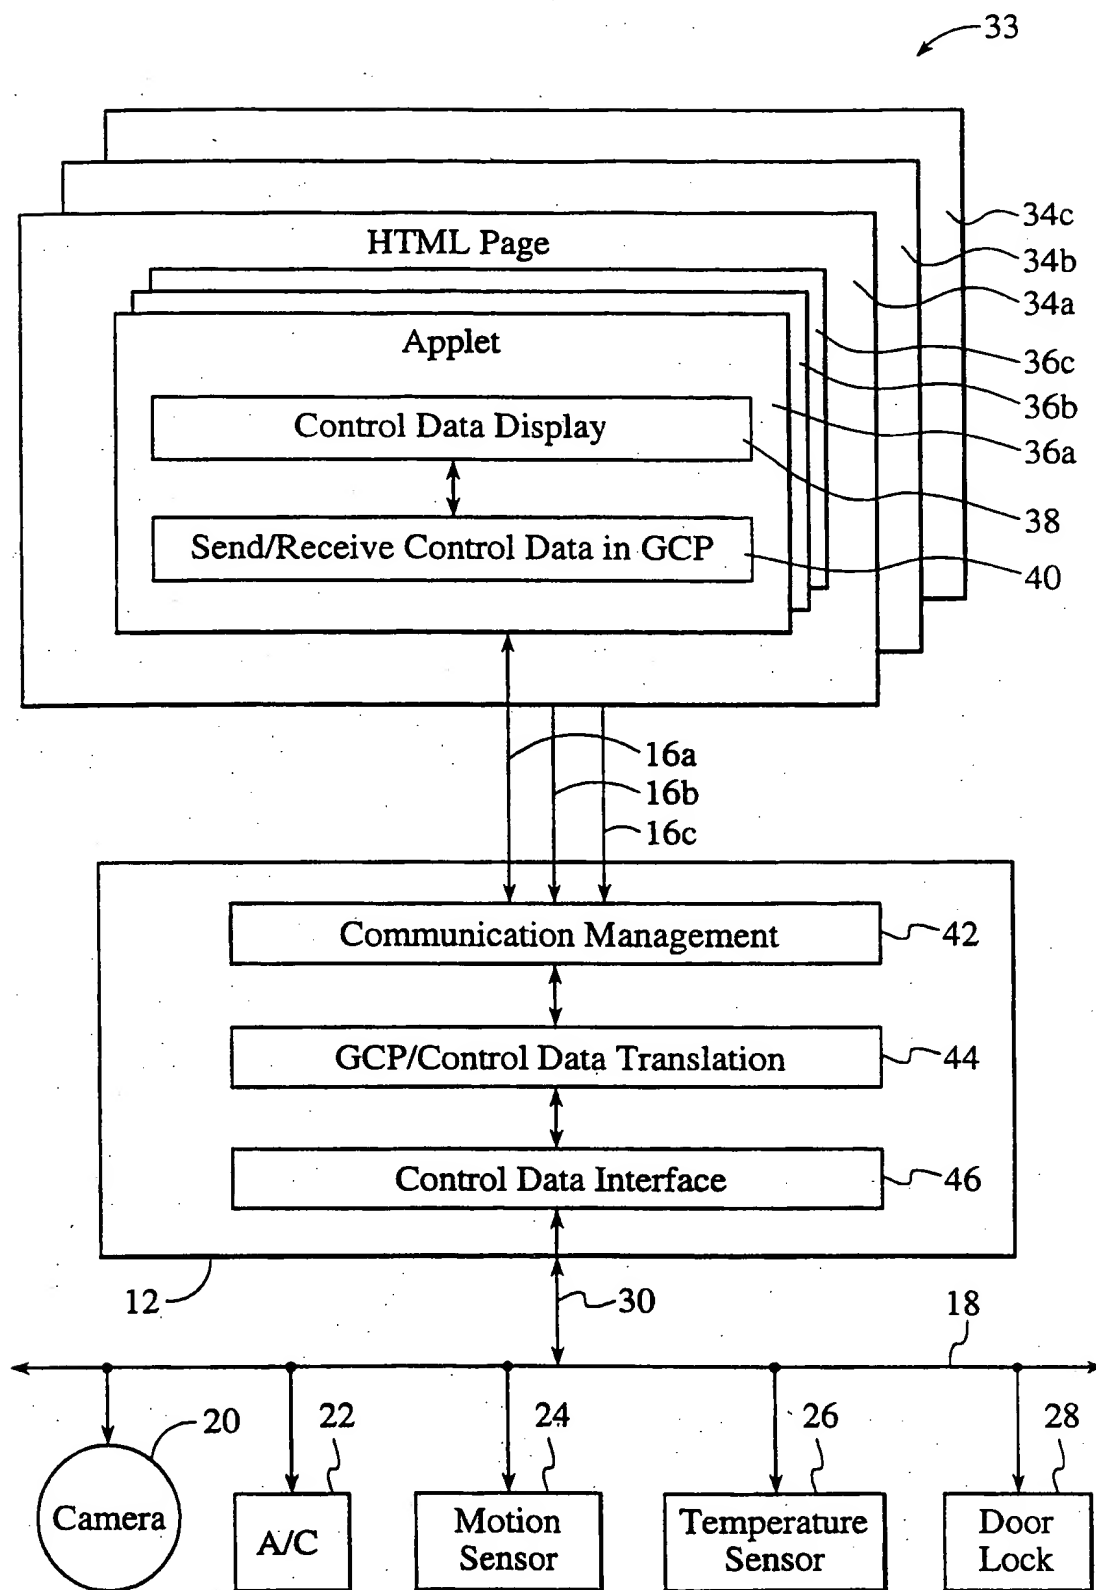 33
34c
HTML Page
34b
34a
Applet
36c
36b
Control Data Display
36a
38
Send/Receive Control Data in GCP
40
16a
16b
16c
Communication Management
42
GCP/Control Data Translation
44
Control Data Interface
46
12
30
18
20
22
24
26
28
Camera
A/C
Motion
Sensor
Temperature
Sensor
Door
Lock